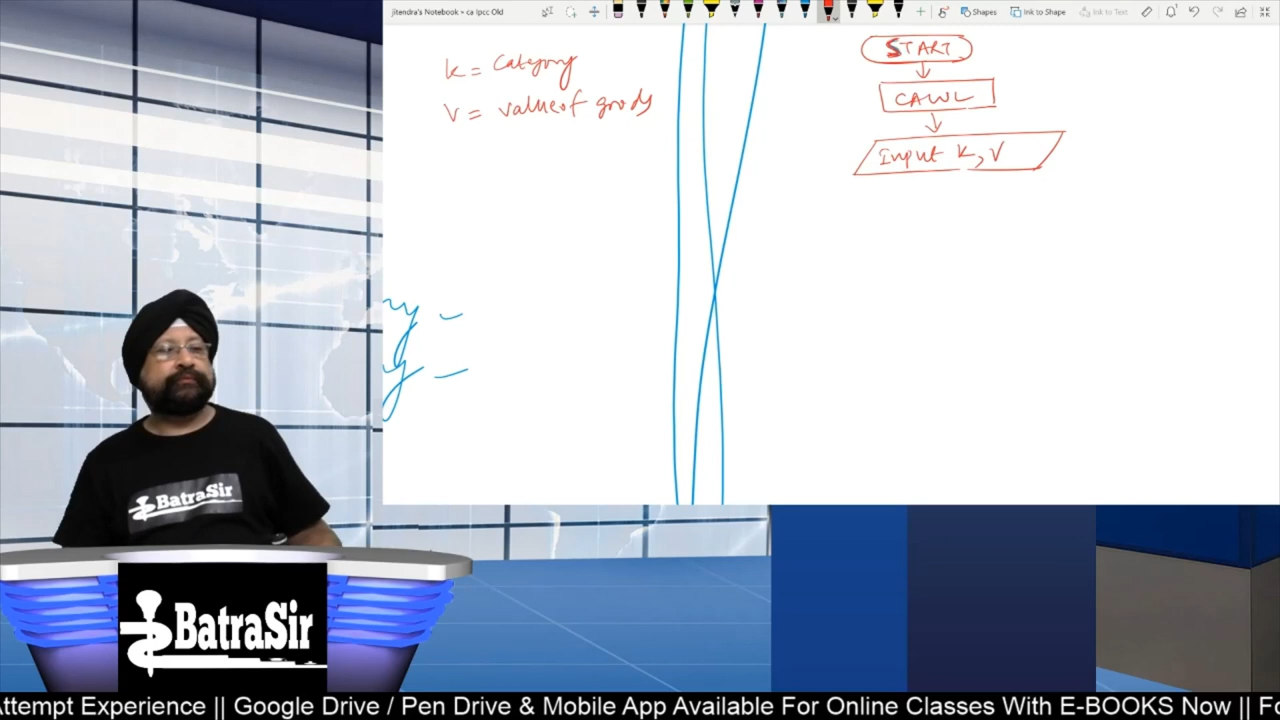 jitendra's Notebook > ca Ipcc Old
Shapes
Ink to Shape
Ink to Text
K = Category
V = value of goods
START
CAWL
Input K, V
BatraSir
BatraSir
Attempt Experience || Google Drive / Pen Drive & Mobile App Available For Online Classes With E-BOOKS Now || Fo